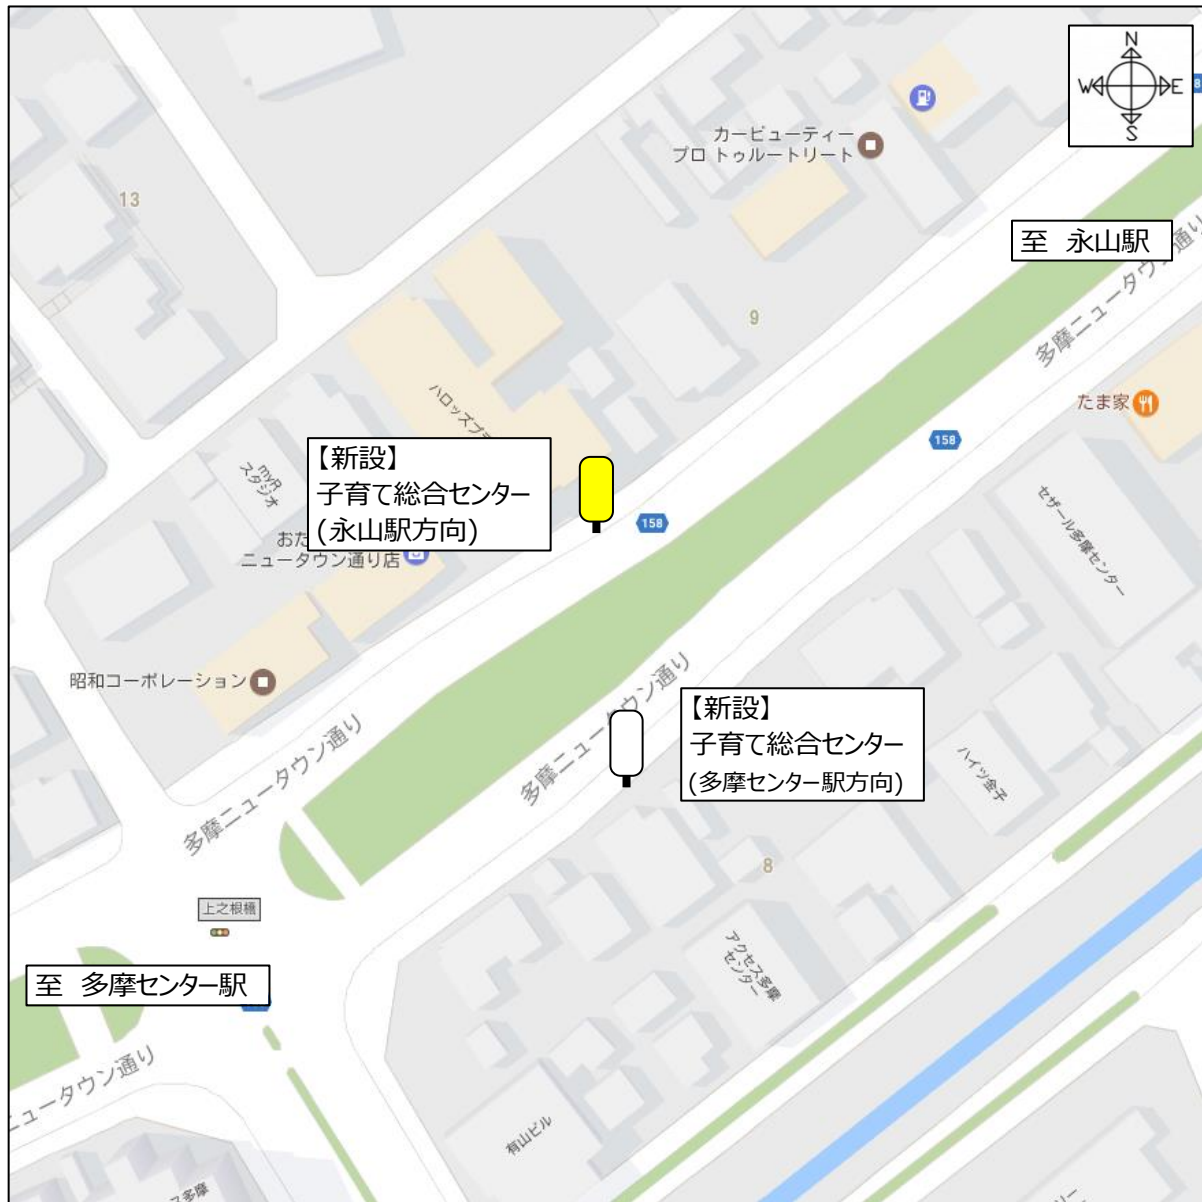 N
W E
S
8
カービューティー
プロ トゥルートリート
13
至 永山駅
多摩ニュータウン通り
9
たま家
ハロッズプ
158
【新設】
子育て総合センター
(永山駅方向)
myR
スタジオ
158
セザール多摩センター
おた
ニュータウン通り店
昭和コーポレーション
多摩ニュータウン通り
【新設】
子育て総合センター
(多摩センター駅方向)
多摩ニュータウン通り
ハイツ金子
8
上之根橋
アクセス多摩
センター
至 多摩センター駅
ニュータウン通り
有山ビル
ス多摩